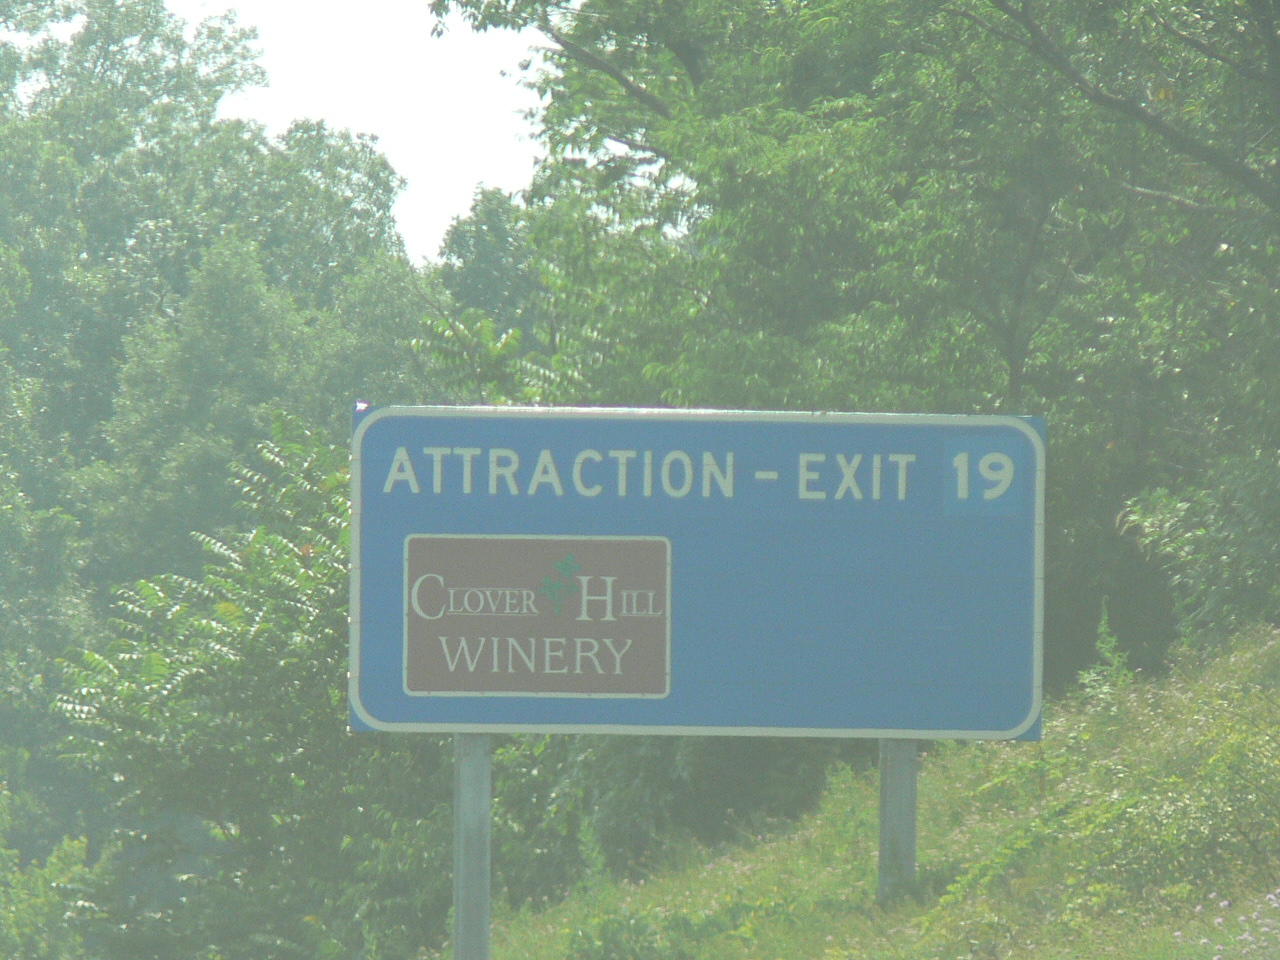 ATTRACTION - EXIT 19
CLOVER HILL
WINERY